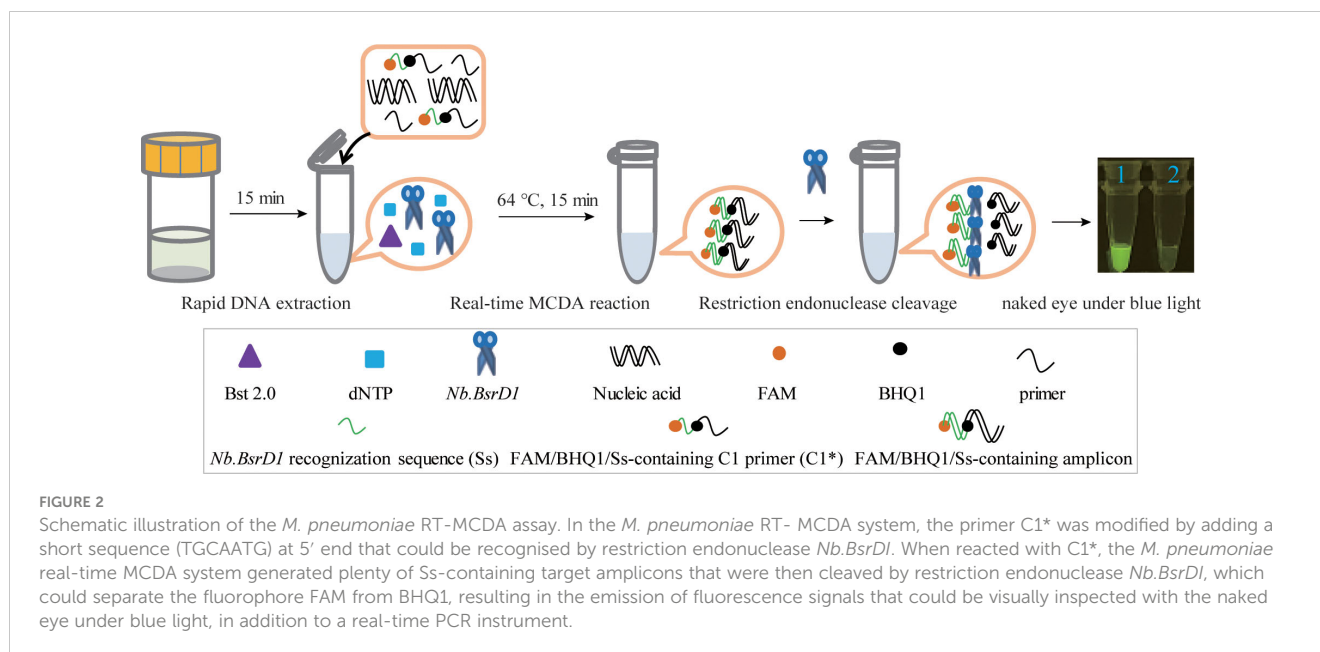 1 2
15 min
64 °C, 15 min
Rapid DNA extraction
Real-time MCDA reaction
Restriction endonuclease cleavage
naked eye under blue light
Bst 2.0
dNTP
Nb.BsrD1
Nucleic acid
FAM
BHQ1
primer
Nb.BsrD1 recognization sequence (Ss)
FAM/BHQ1/Ss-containing C1 primer (C1*)
FAM/BHQ1/Ss-containing amplicon
FIGURE 2
Schematic illustration of the M. pneumoniae RT-MCDA assay. In the M. pneumoniae RT- MCDA system, the primer C1* was modified by adding a
short sequence (TGCAATG) at 5′ end that could be recognised by restriction endonuclease Nb.BsrDI. When reacted with C1*, the M. pneumoniae
real-time MCDA system generated plenty of Ss-containing target amplicons that were then cleaved by restriction endonuclease Nb.BsrDI, which
could separate the fluorophore FAM from BHQ1, resulting in the emission of fluorescence signals that could be visually inspected with the naked
eye under blue light, in addition to a real-time PCR instrument.